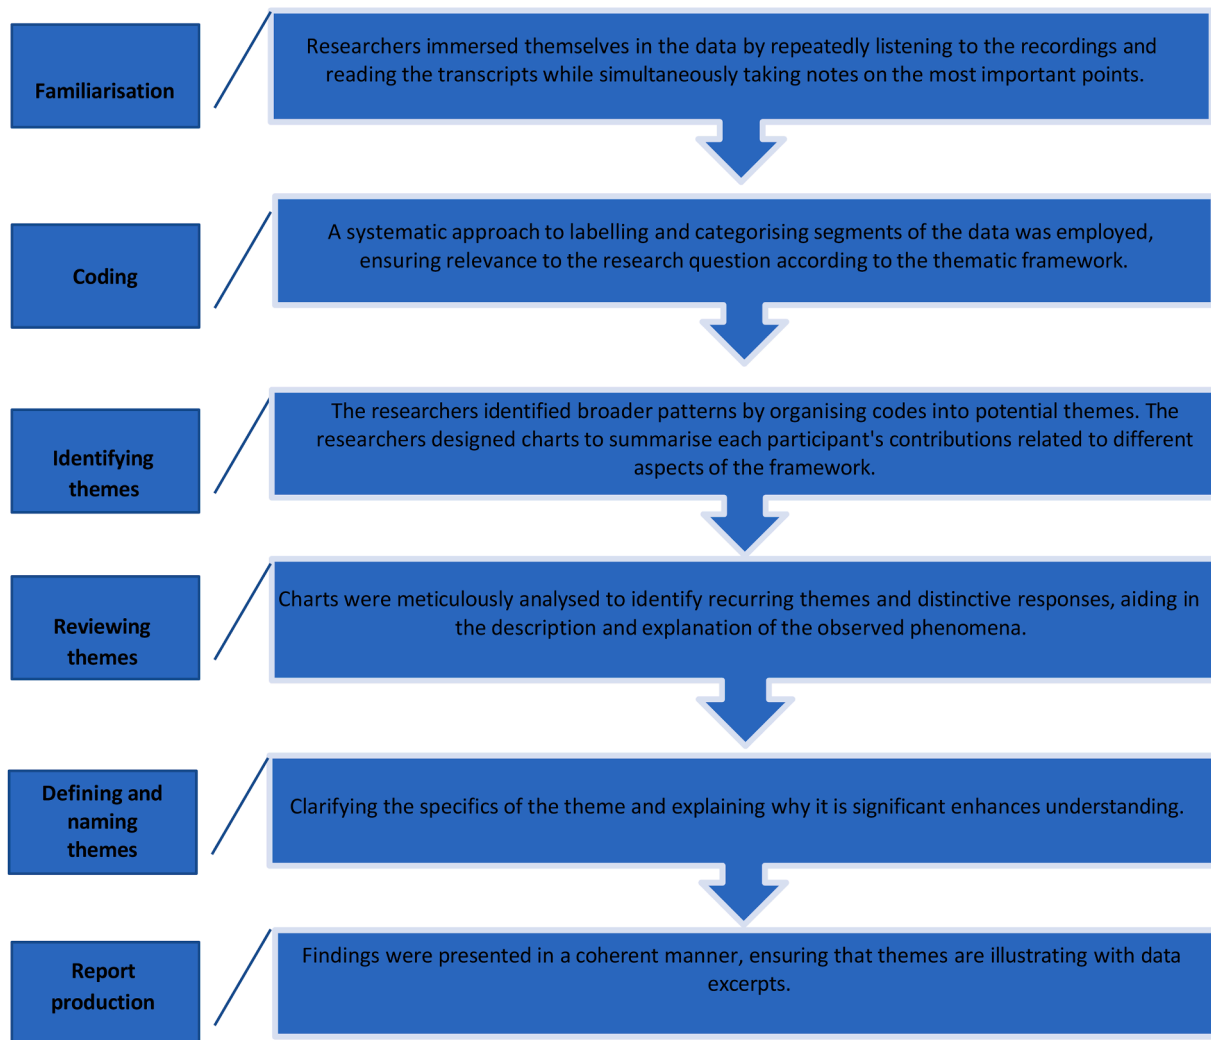 Familiarisation
Researchers immersed themselves in the data by repeatedly listening to the recordings and
reading the transcripts while simultaneously taking notes on the most important points.
Coding
A systematic approach to labelling and categorising segments of the data was employed,
ensuring relevance to the research question according to the thematic framework.
Identifying
themes
The researchers identified broader patterns by organising codes into potential themes. The
researchers designed charts to summarise each participant's contributions related to different
aspects of the framework.
Reviewing
themes
Charts were meticulously analysed to identify recurring themes and distinctive responses, aiding in
the description and explanation of the observed phenomena.
Defining and
naming
themes
Clarifying the specifics of the theme and explaining why it is significant enhances understanding.
Report
production
Findings were presented in a coherent manner, ensuring that themes are illustrating with data
excerpts.